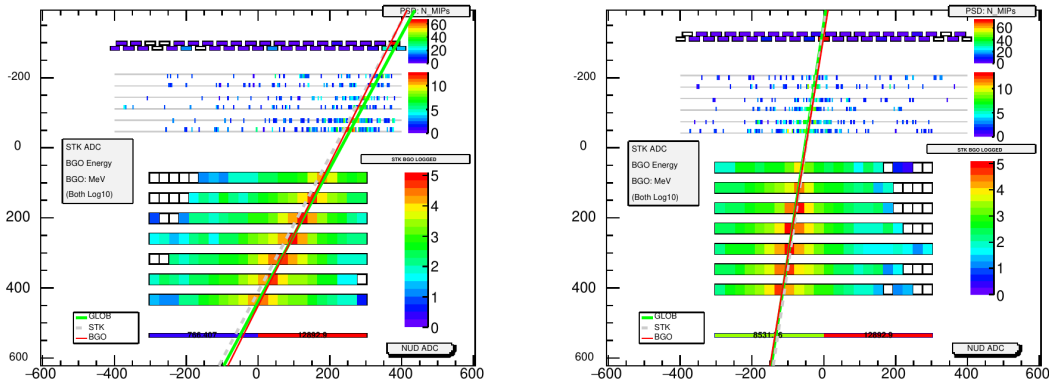 PSD: N_MIPs
60
40
20
0
10
5
0
−200
0
200
400
600
STK ADC
BGO Energy
BGO: MeV
(Both Log10)
STK BGO LOGGED
5
4
3
2
1
0
GLOB
STK
BGO
12892.9
NUD ADC
−600 −400 −200 0 200 400 600
PSD: N_MIPs
60
40
20
0
10
5
0
−200
0
200
400
600
STK ADC
BGO Energy
BGO: MeV
(Both Log10)
STK BGO LOGGED
5
4
3
2
1
0
GLOB
STK
BGO
12892.9
NUD ADC
−600 −400 −200 0 200 400 600